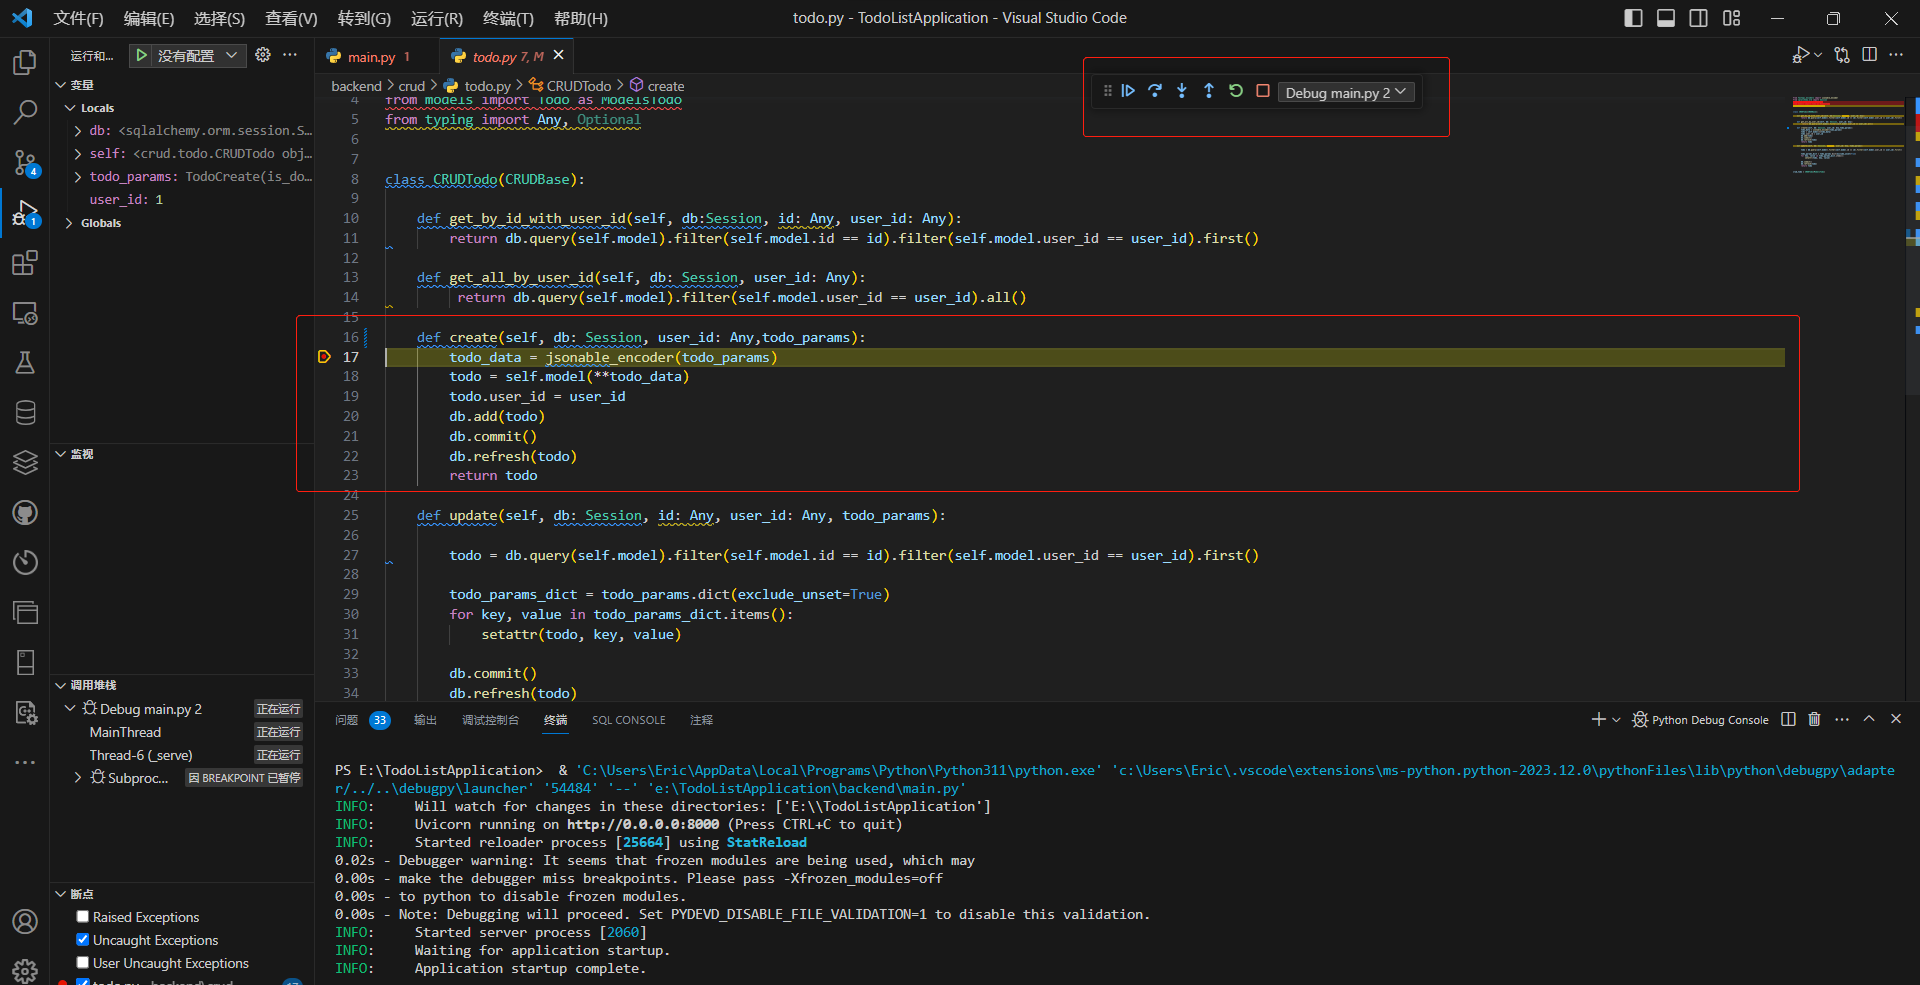 文件(F) 编辑(E) 选择(S) 查看(V) 转到(G) 运行(R) 终端(T) 帮助(H) todo.py - TodoListApplication - Visual Studio Code
运行和... 没有配置 ...
main.py 1 todo.py 7, M
backend > crud > todo.py > CRUDTodo > create
Debug main.py 2
变量
Locals
db: <sqlalchemy.orm.session.S...
self: <crud.todo.CRUDTodo obj...
todo_params: TodoCreate(is_do...
user_id: 1
Globals
监视
调用堆栈
Debug main.py 2 正在运行
MainThread 正在运行
Thread-6 (_serve) 正在运行
Subproc... 因 BREAKPOINT 已暂停
断点
Raised Exceptions
Uncaught Exceptions
User Uncaught Exceptions
todo.py backend\crud 17
4
1
4 from models import Todo as ModelsTodo
5 from typing import Any, Optional
6
7
8 class CRUDTodo(CRUDBase):
9
10 def get_by_id_with_user_id(self, db:Session, id: Any, user_id: Any):
11 return db.query(self.model).filter(self.model.id == id).filter(self.model.user_id == user_id).first()
12
13 def get_all_by_user_id(self, db: Session, user_id: Any):
14 return db.query(self.model).filter(self.model.user_id == user_id).all()
15
16 def create(self, db: Session, user_id: Any,todo_params):
17 todo_data = jsonable_encoder(todo_params)
18 todo = self.model(**todo_data)
19 todo.user_id = user_id
20 db.add(todo)
21 db.commit()
22 db.refresh(todo)
23 return todo
24
25 def update(self, db: Session, id: Any, user_id: Any, todo_params):
26
27 todo = db.query(self.model).filter(self.model.id == id).filter(self.model.user_id == user_id).first()
28
29 todo_params_dict = todo_params.dict(exclude_unset=True)
30 for key, value in todo_params_dict.items():
31 setattr(todo, key, value)
32
33 db.commit()
34 db.refresh(todo)
问题 33 输出 调试控制台 终端 SQL CONSOLE 注释 Python Debug Console
PS E:\TodoListApplication>  & 'C:\Users\Eric\AppData\Local\Programs\Python\Python311\python.exe' 'c:\Users\Eric\.vscode\extensions\ms-python.python-2023.12.0\pythonFiles\lib\python\debugpy\adapte
r/../..\debugpy\launcher' '54484' '--' 'e:\TodoListApplication\backend\main.py'
INFO:     Will watch for changes in these directories: ['E:\\TodoListApplication']
INFO:     Uvicorn running on http://0.0.0.0:8000 (Press CTRL+C to quit)
INFO:     Started reloader process [25664] using StatReload
0.02s - Debugger warning: It seems that frozen modules are being used, which may
0.00s - make the debugger miss breakpoints. Please pass -Xfrozen_modules=off
0.00s - to python to disable frozen modules.
0.00s - Note: Debugging will proceed. Set PYDEVD_DISABLE_FILE_VALIDATION=1 to disable this validation.
INFO:     Started server process [2060]
INFO:     Waiting for application startup.
INFO:     Application startup complete.